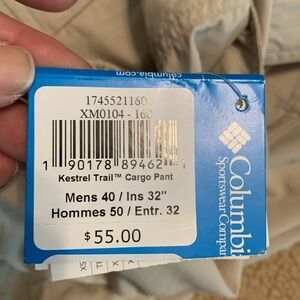 columbia.com
1745521160
XM0104 - 160
1 90178 89462
Kestrel Trail™ Cargo Pant
Mens 40 / Ins 32"
Hommes 50 / Entr. 32
$55.00
Columbia
Sportswear Company